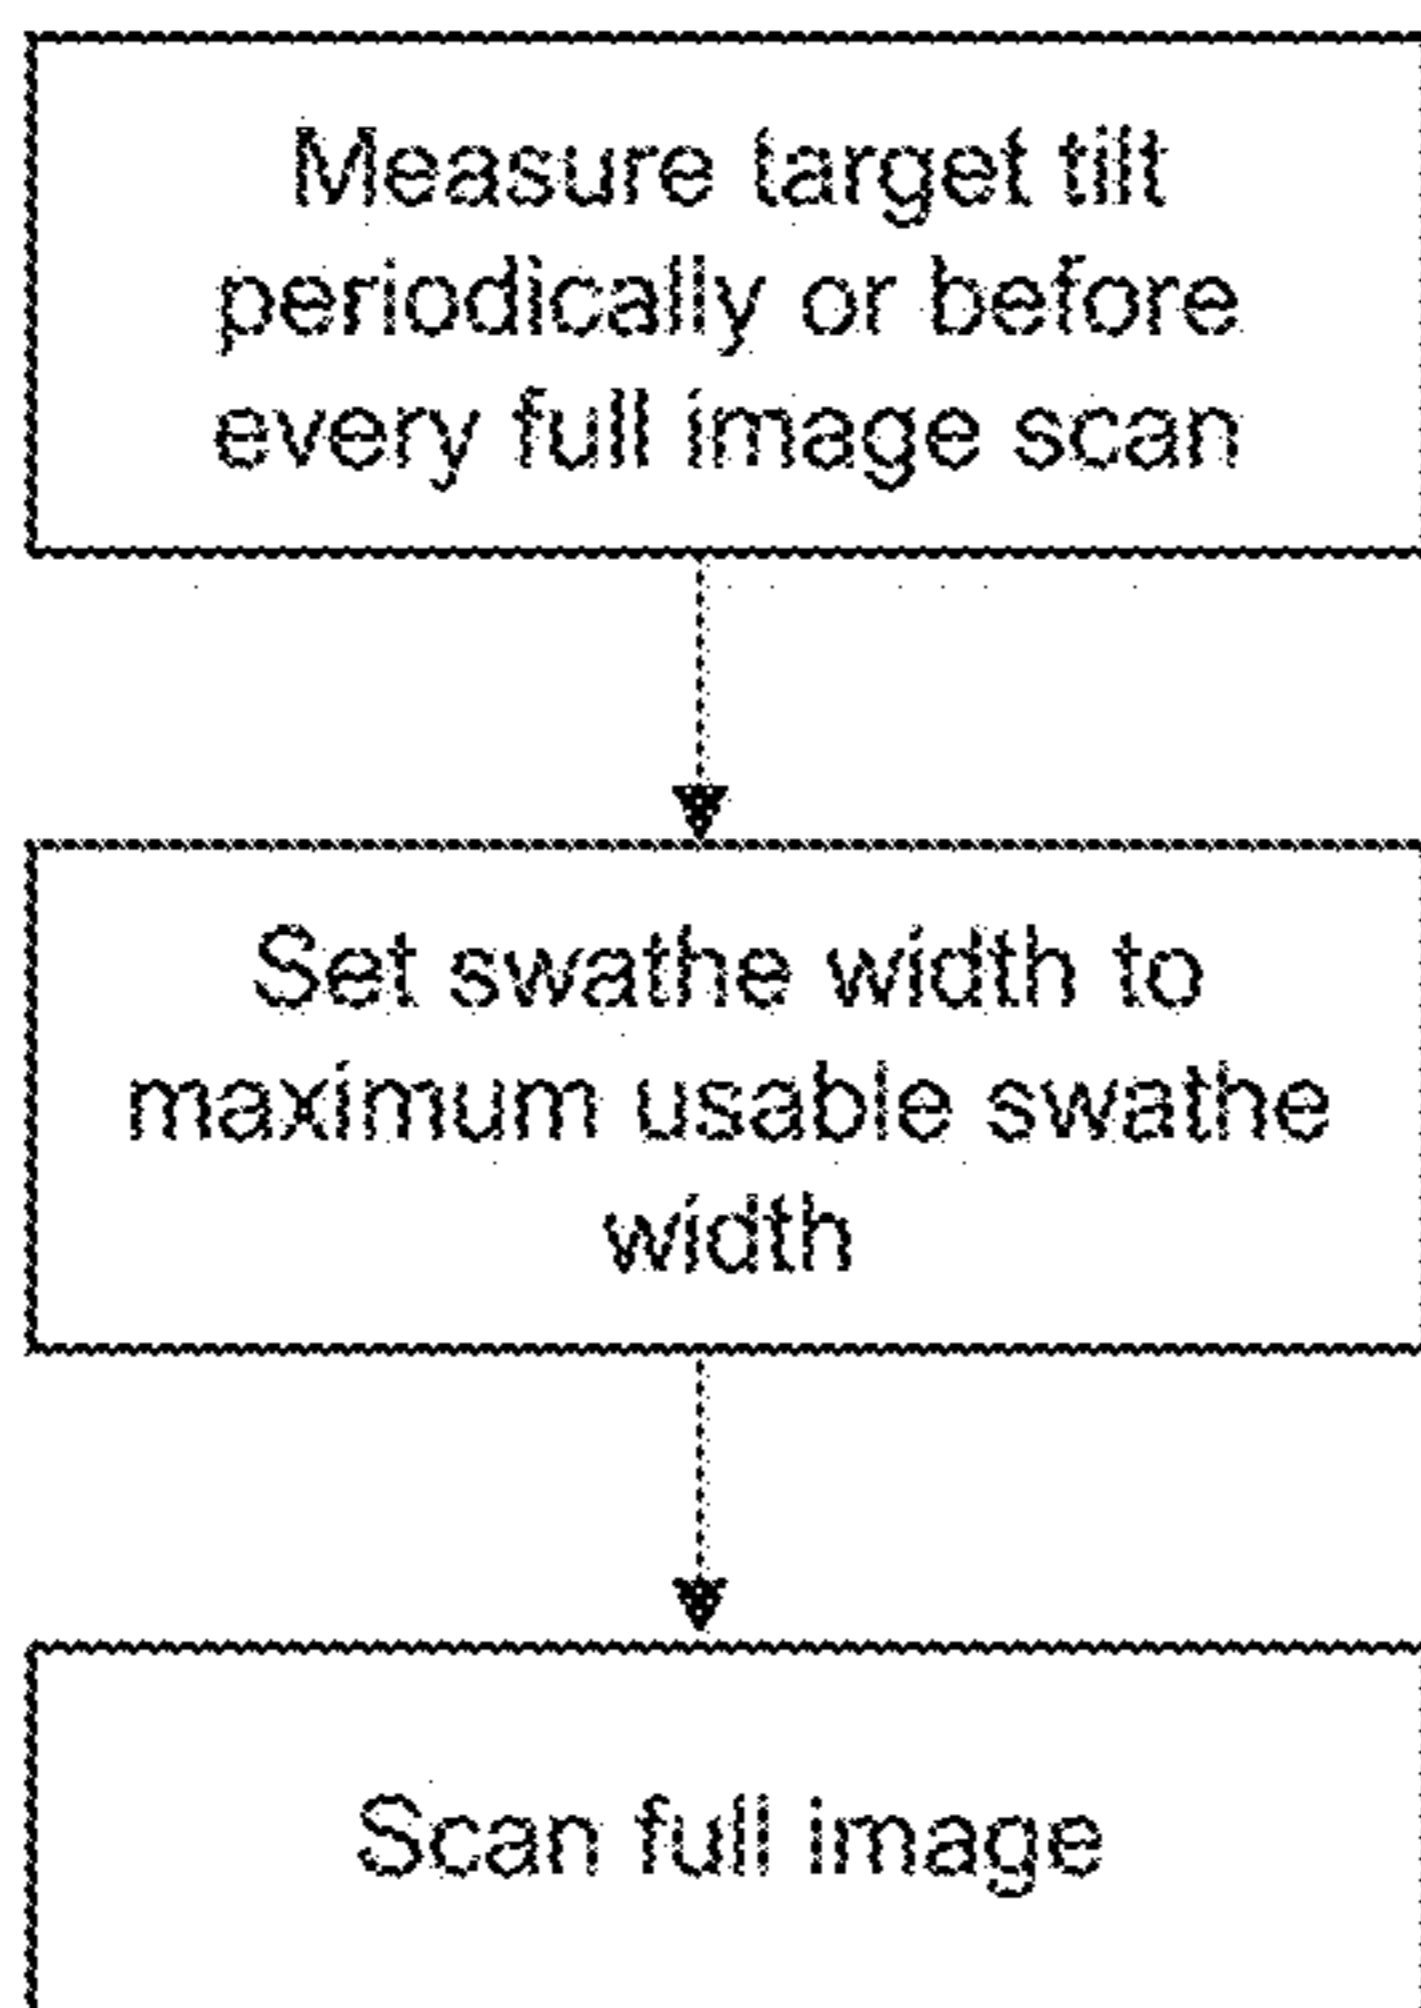 Measure target tilt
periodically or before
every full image scan
Set swathe width to
maximum usable swathe
width
Scan full image